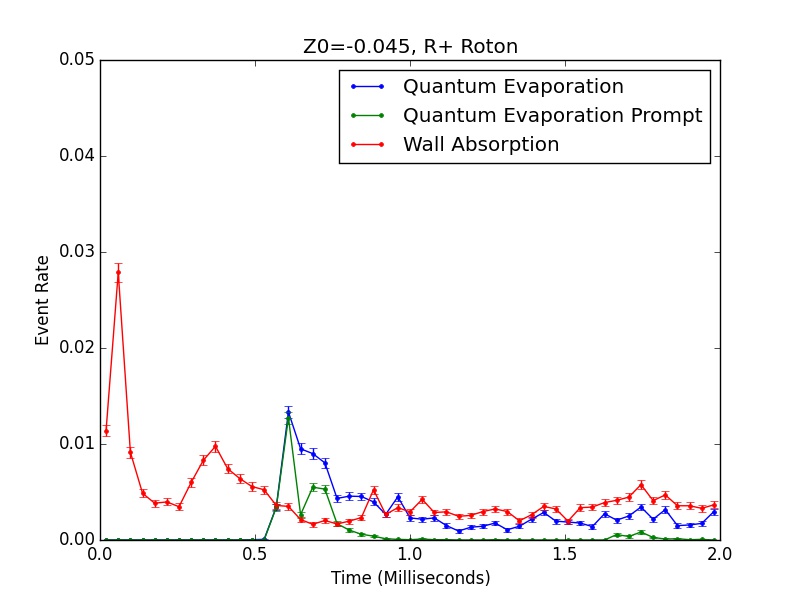 Z0=-0.045, R+ Roton
0.05
0.04
0.03
0.02
0.01
0.00
Event Rate
Quantum Evaporation
Quantum Evaporation Prompt
Wall Absorption
0.0 0.5 1.0 1.5 2.0
Time (Milliseconds)